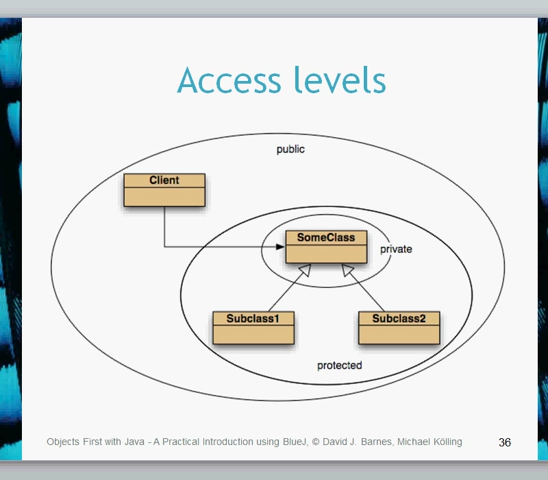 Access levels
public
Client
SomeClass
private
Subclass1
Subclass2
protected
Objects First with Java - A Practical Introduction using BlueJ, © David J. Barnes, Michael Kölling
36